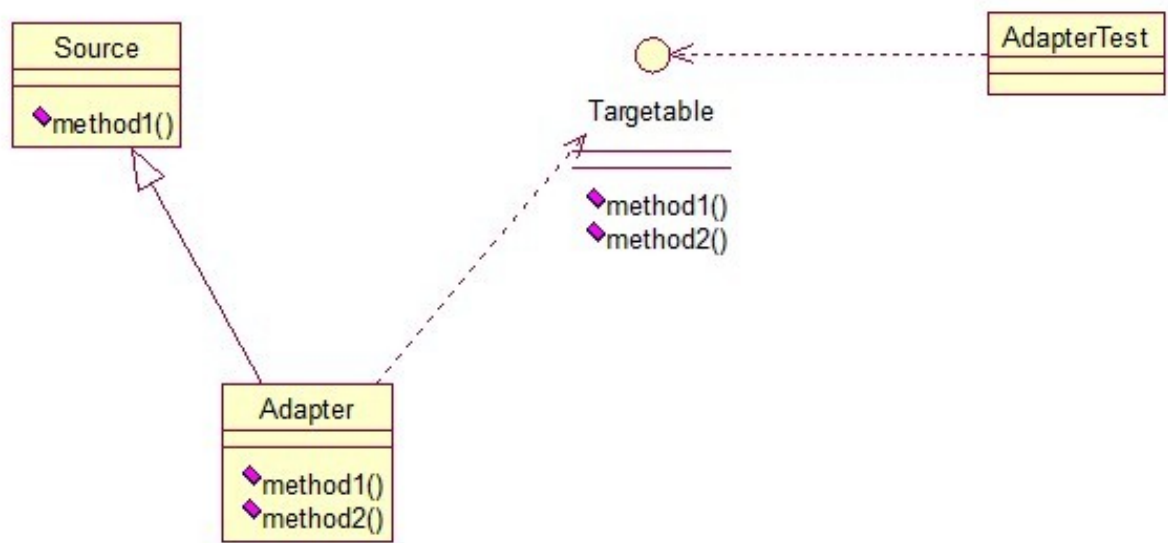 Source
method1()
Targetable
method1()
method2()
AdapterTest
Adapter
method1()
method2()